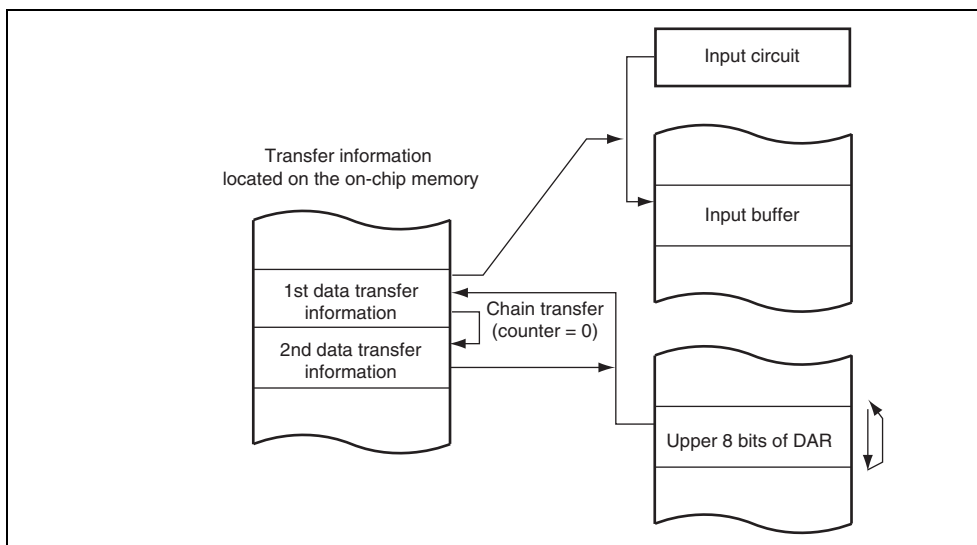 Input circuit
Transfer information
located on the on-chip memory
Input buffer
1st data transfer
information
Chain transfer
(counter = 0)
2nd data transfer
information
Upper 8 bits of DAR